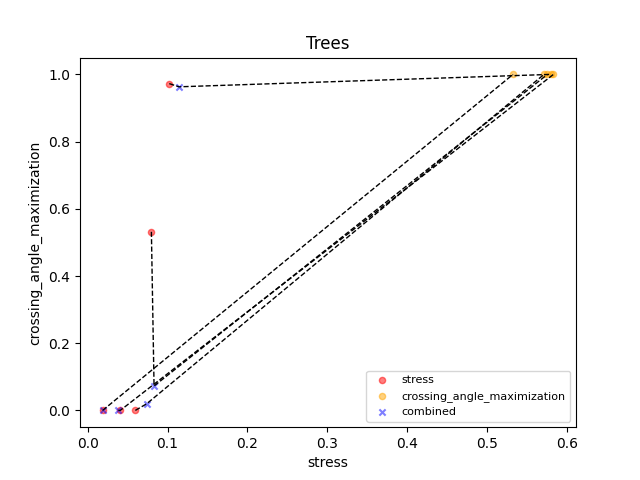 Trees
crossing_angle_maximization
1.0
0.8
0.6
0.4
0.2
0.0
stress
crossing_angle_maximization
combined
0.0 0.1 0.2 0.3 0.4 0.5 0.6
stress